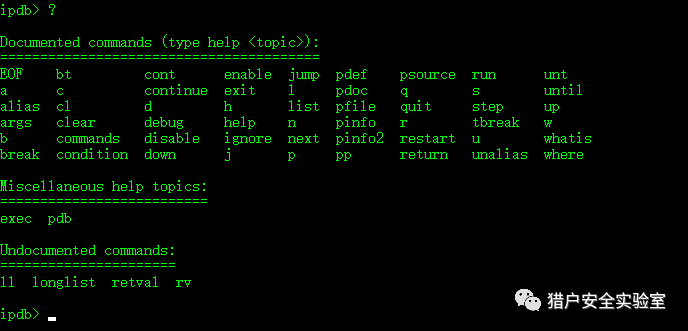 ipdb> ?
Documented commands (type help <topic>):
========================================
EOF    bt         cont      enable  jump  pdef    psource  run      unt
a      c          continue  exit    l     pdoc    q        s        until
alias  cl         d         h       list  pfile   quit     step     up
args   clear      debug     help    n     pinfo   r        tbreak   w
b      commands   disable   ignore  next  pinfo2  restart  u        whatis
break  condition  down      j       p     pp      return   unalias  where
Miscellaneous help topics:
==========================
exec  pdb
Undocumented commands:
======================
ll  longlist  retval  rv
ipdb> _
猎户安全实验室